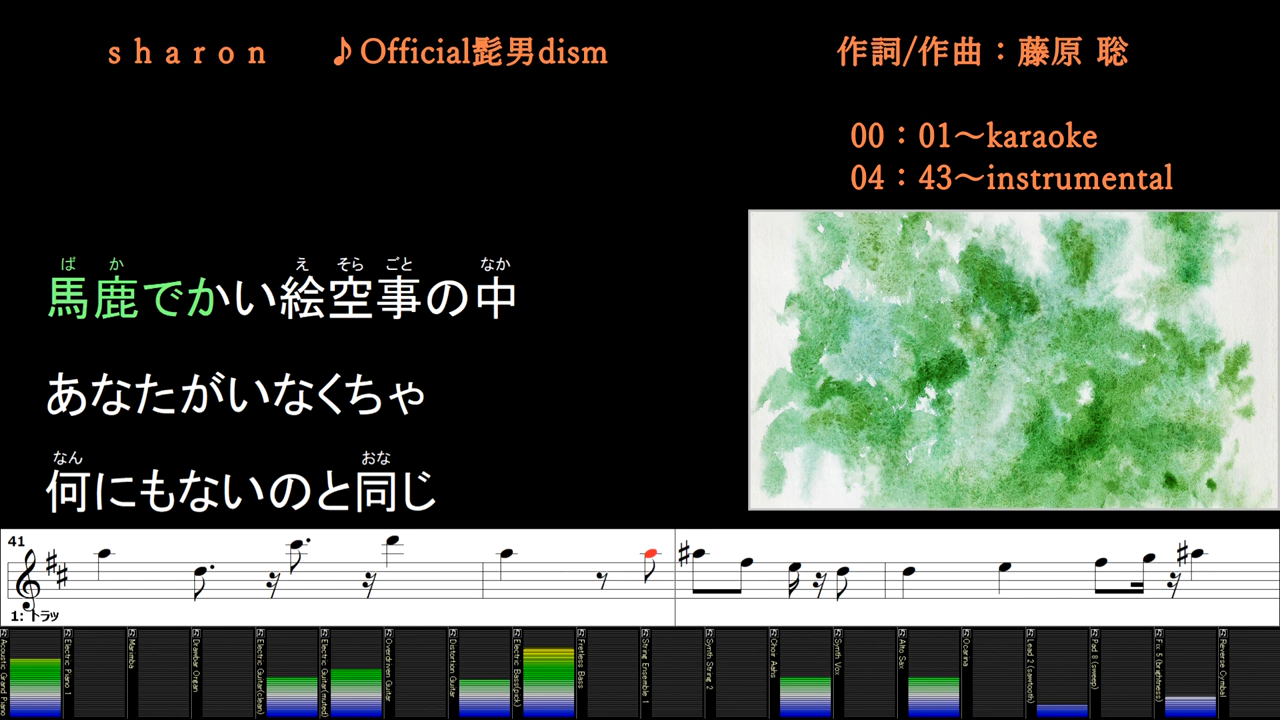 ｓｈａｒｏｎ　　♪Official髭男dism
作詞/作曲：藤原 聡
00：01～karaoke
04：43～instrumental
ば か え そら ごと なか
馬鹿でかい絵空事の中
あなたがいなくちゃ
なん おな
何にもないのと同じ
41
1: トラッ
Acoustic Grand Piano
Electric Piano 1
Marimba
Drawbar Organ
Electric Guitar(clean)
Electric Guitar(muted)
Overdriven Guitar
Distortion Guitar
Electric Bass(pick)
Fretless Bass
String Ensemble 1
Synth String 2
Choir Aahs
Synth Vox
Alto Sax
Ocarina
Lead 2 (sawtooth)
Pad 8 (sweep)
FX 5 (brightness)
Reverse Cymbal